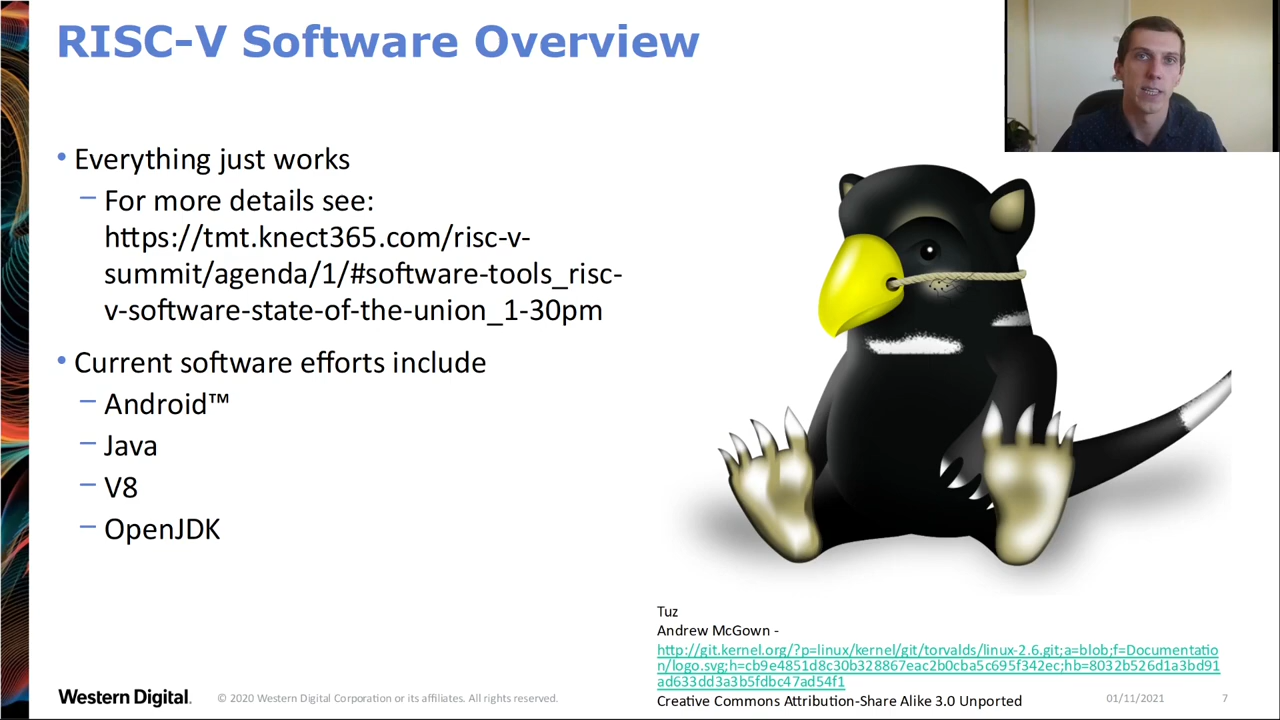 RISC-V Software Overview
• Everything just works
– For more details see:
https://tmt.knect365.com/risc-v-
summit/agenda/1/#software-tools_risc-
v-software-state-of-the-union_1-30pm
• Current software efforts include
– Android™
– Java
– V8
– OpenJDK
Tuz
Andrew McGown -
http://git.kernel.org/?p=linux/kernel/git/torvalds/linux-2.6.git;a=blob;f=Documentatio
n/logo.svg;h=cb9e4851d8c30b328867eac2b0cba5c695f342ec;hb=8032b526d1a3bd91
ad633dd3a3b5fdbc47ad54f1
Creative Commons Attribution-Share Alike 3.0 Unported
Western Digital.
© 2020 Western Digital Corporation or its affiliates. All rights reserved.
01/11/2021
7